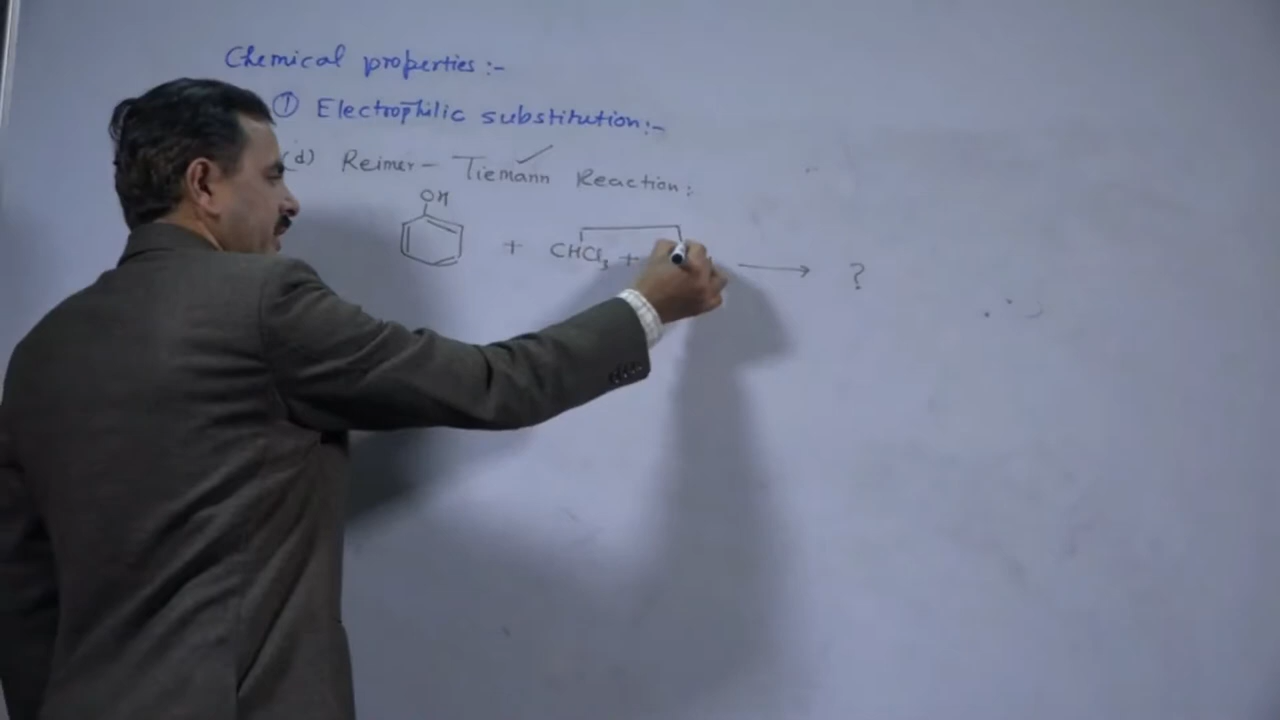 Chemical properties :-
① Electrophilic substitution:-
(d) Reimer - Tiemann Reaction:
OH
+ CHCl₃ + → ?